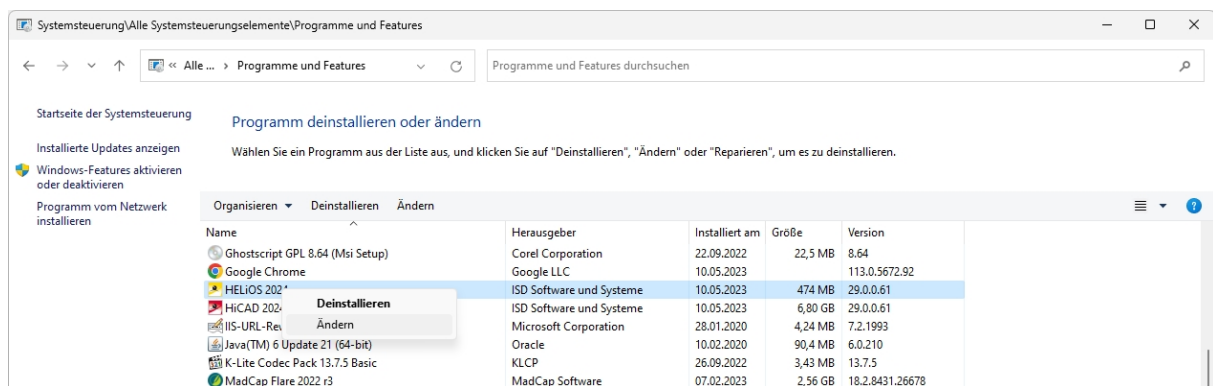 Systemsteuerung\Alle Systemsteuerungselemente\Programme und Features
« Alle ... › Programme und Features
Programme und Features durchsuchen
Startseite der Systemsteuerung
Installierte Updates anzeigen
Windows-Features aktivieren
oder deaktivieren
Programm vom Netzwerk
installieren
Programm deinstallieren oder ändern
Wählen Sie ein Programm aus der Liste aus, und klicken Sie auf "Deinstallieren", "Ändern" oder "Reparieren", um es zu deinstallieren.
Organisieren Deinstallieren Ändern
Name Herausgeber Installiert am Größe Version
Ghostscript GPL 8.64 (Msi Setup) Corel Corporation 22.09.2022 22,5 MB 8.64
Google Chrome Google LLC 10.05.2023 113.0.5672.92
HELiOS 2024 ISD Software und Systeme 10.05.2023 474 MB 29.0.0.61
HiCAD 2024 ISD Software und Systeme 10.05.2023 6,80 GB 29.0.0.61
IIS-URL-Re Microsoft Corporation 28.01.2020 4,24 MB 7.2.1993
Java(TM) 6 Update 21 (64-bit) Oracle 10.02.2020 90,4 MB 6.0.210
K-Lite Codec Pack 13.7.5 Basic KLCP 26.09.2022 3,43 MB 13.7.5
MadCap Flare 2022 r3 MadCap Software 07.02.2023 2,56 GB 18.2.8431.26678
Deinstallieren
Ändern